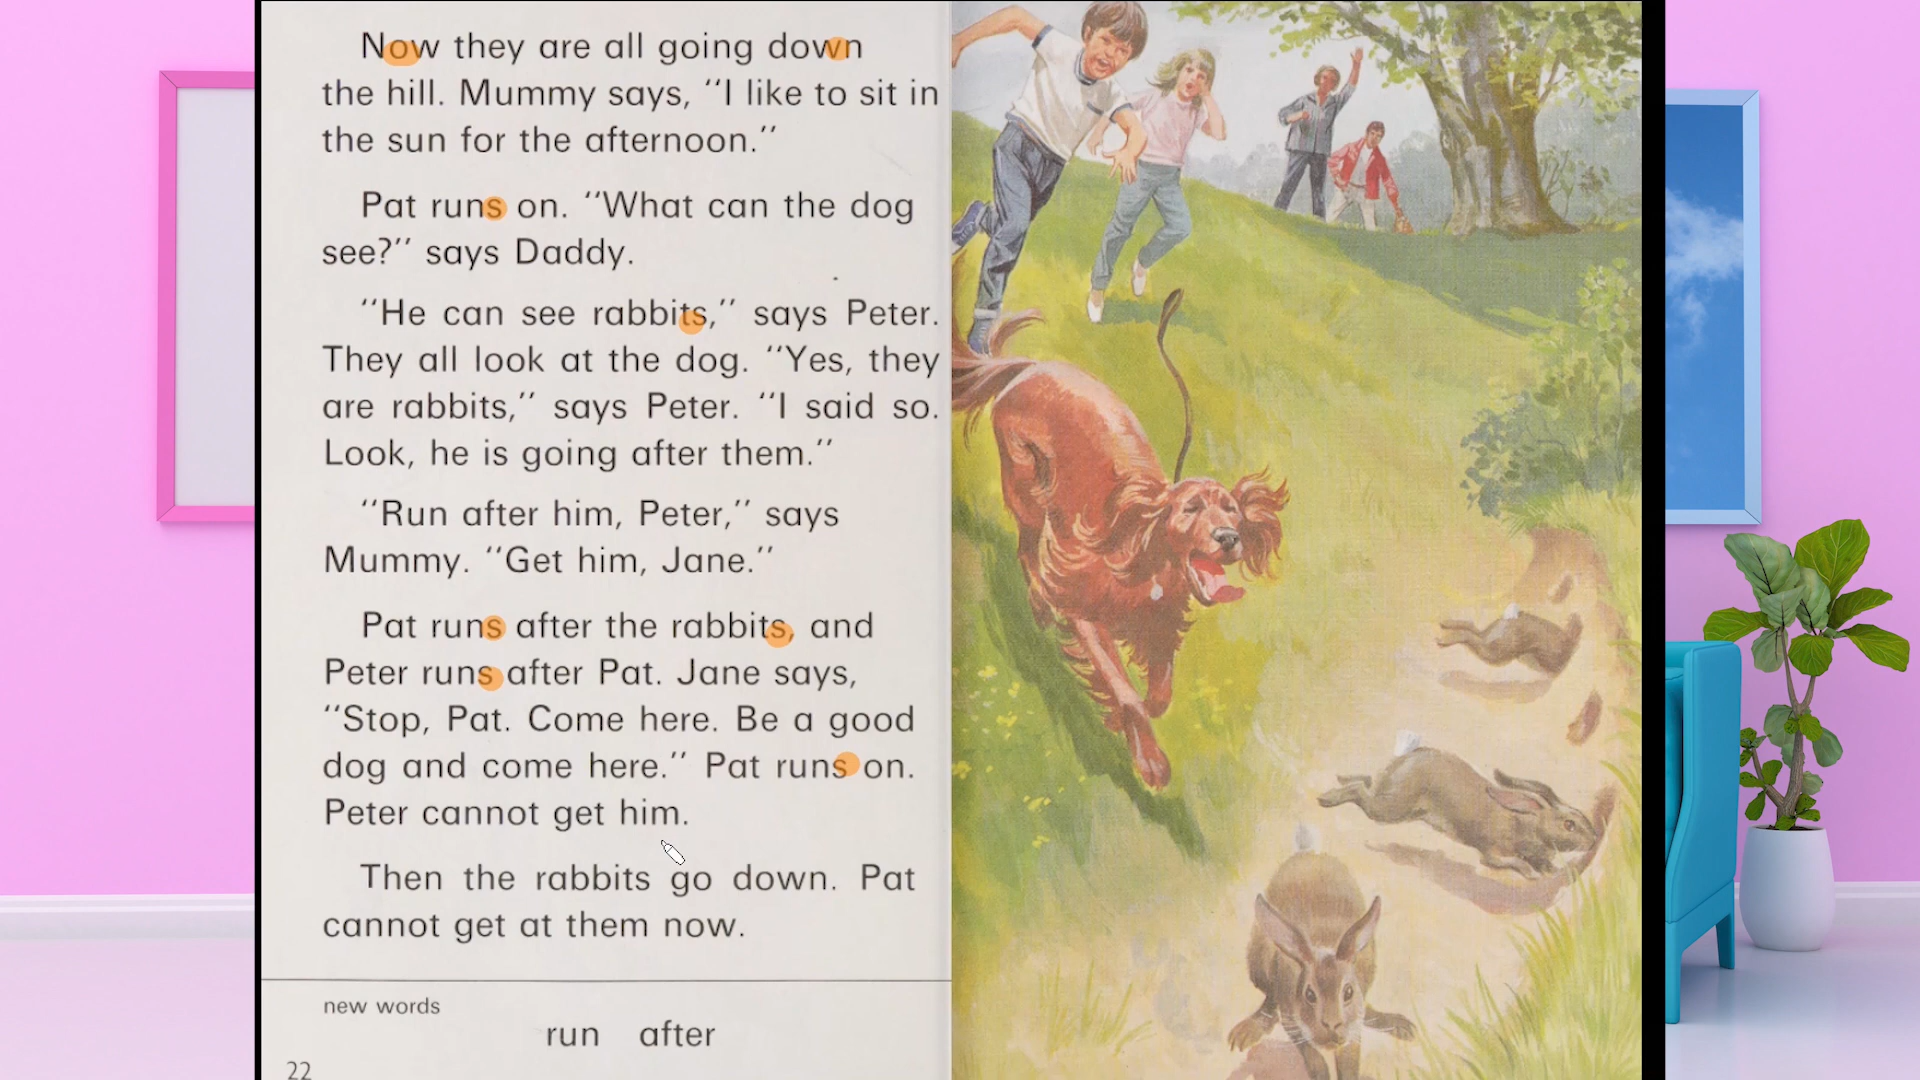 Now they are all going down
the hill. Mummy says, "I like to sit in
the sun for the afternoon."
Pat runs on. "What can the dog
see?" says Daddy.
"He can see rabbits," says Peter.
They all look at the dog. "Yes, they
are rabbits," says Peter. "I said so.
Look, he is going after them."
"Run after him, Peter," says
Mummy. "Get him, Jane."
Pat runs after the rabbits, and
Peter runs after Pat. Jane says,
"Stop, Pat. Come here. Be a good
dog and come here." Pat runs on.
Peter cannot get him.
Then the rabbits go down. Pat
cannot get at them now.
new words
run after
22